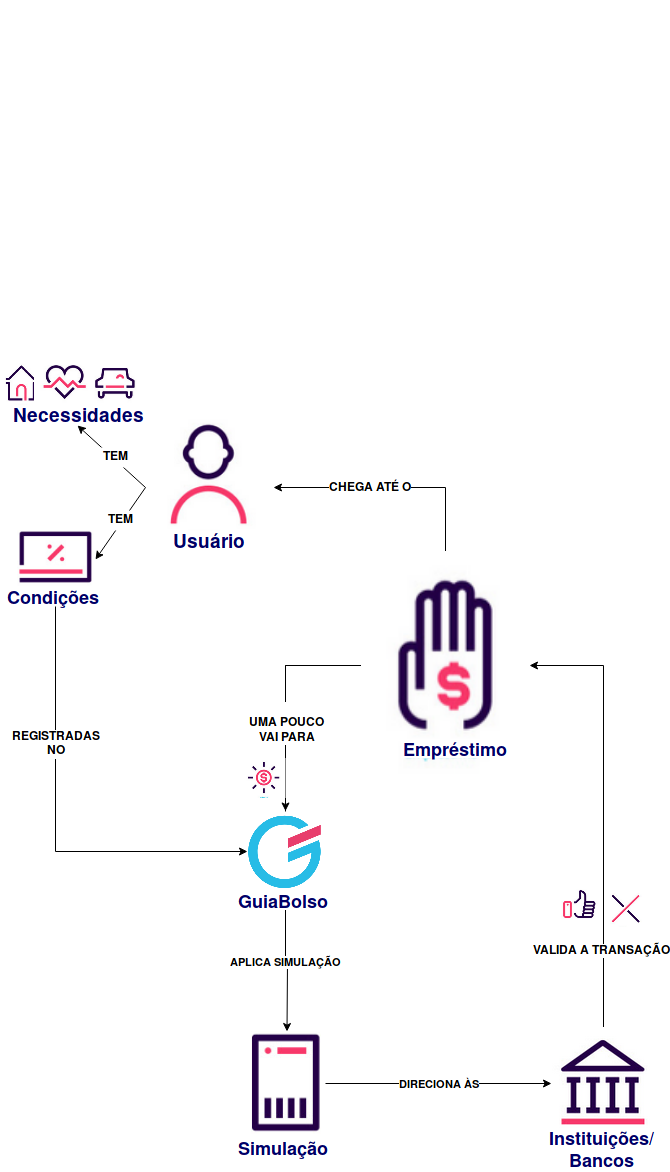 Necessidades
TEM
Usuário
CHEGA ATÉ O
TEM
Condições
Empréstimo
UMA POUCO
VAI PARA
REGISTRADAS
NO
GuiaBolso
VALIDA A TRANSAÇÃO
APLICA SIMULAÇÃO
DIRECIONA ÀS
Simulação
Instituições/
Bancos